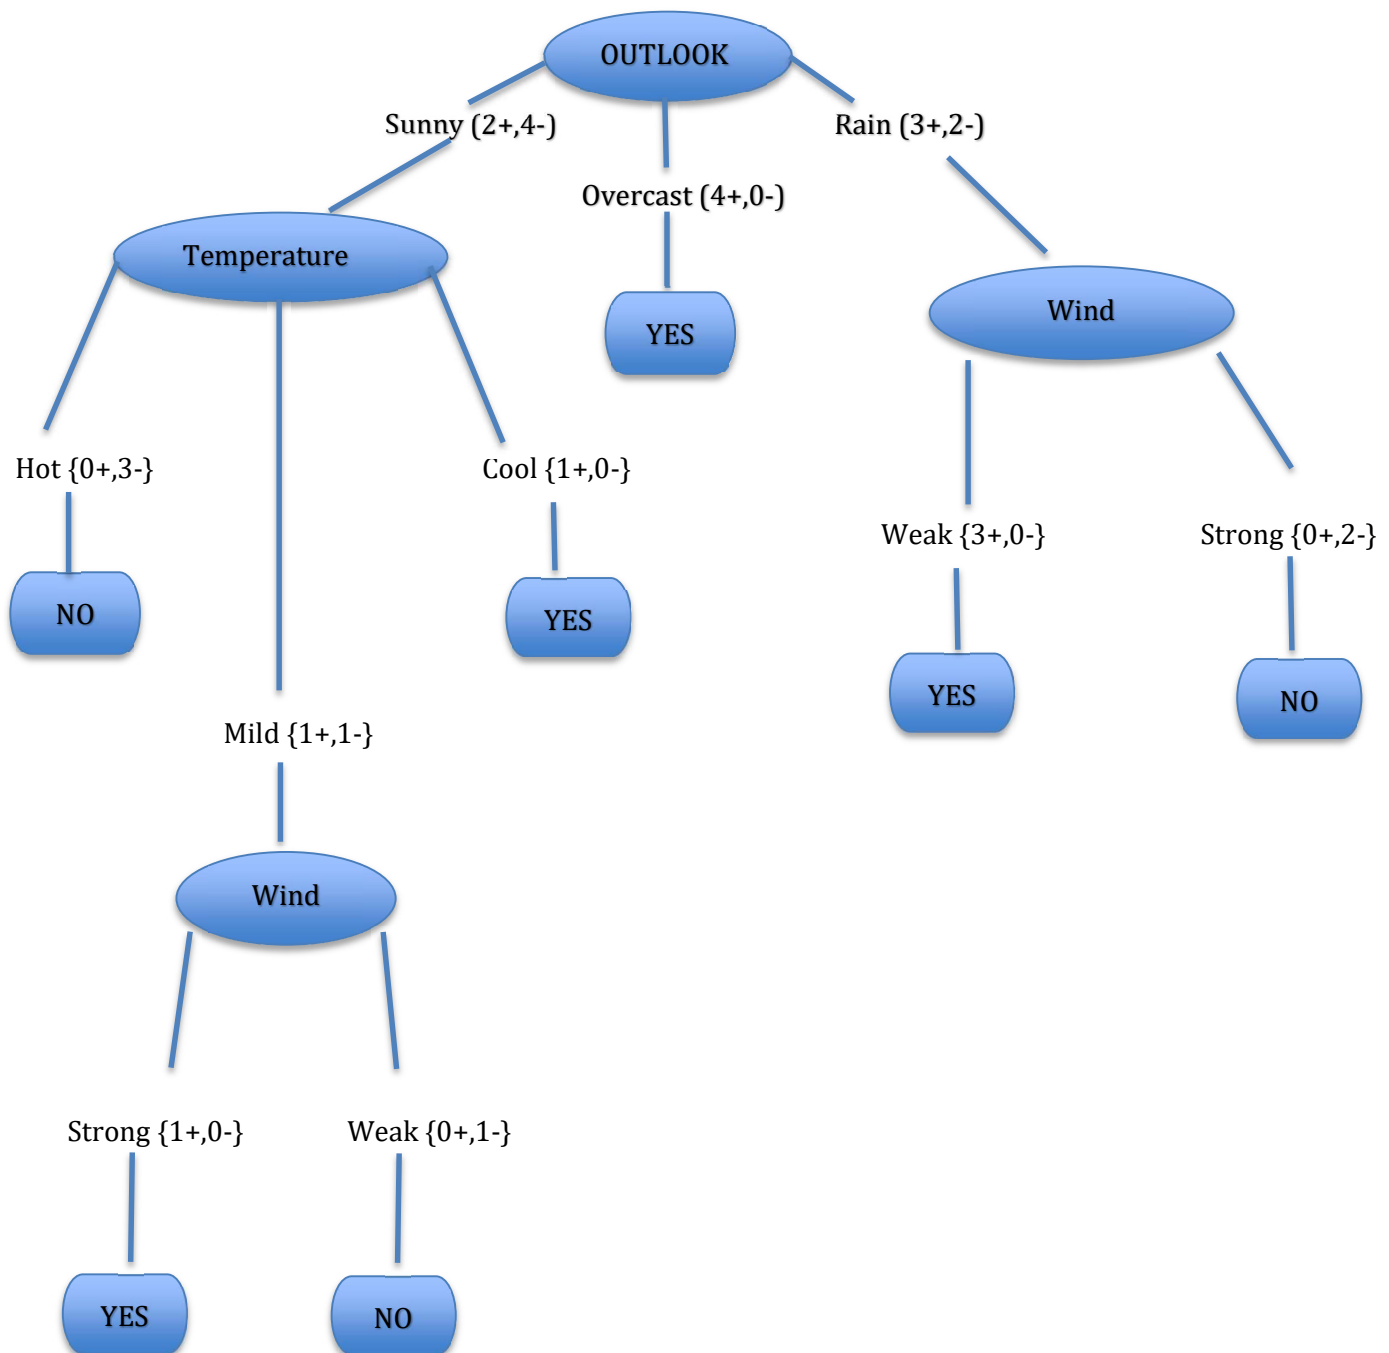 OUTLOOK
Sunny (2+,4-)
Rain (3+,2-)
Overcast (4+,0-)
Temperature
Wind
YES
Hot {0+,3-}
Cool {1+,0-}
Weak {3+,0-}
Strong {0+,2-}
NO
YES
YES
NO
Mild {1+,1-}
Wind
Strong {1+,0-}
Weak {0+,1-}
YES
NO